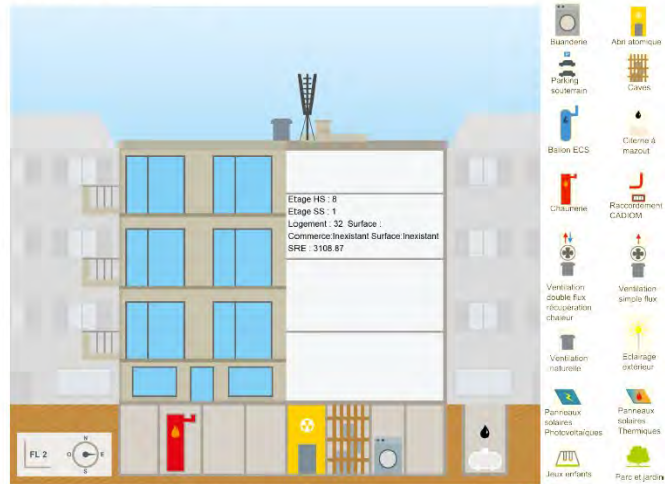 Etage HS : 8
Etage SS : 1
Logement : 32 Surface :
Commerce:Inexistant Surface:Inexistant
SRE : 3108.87
FL 2
N
O E
S
Buanderie
Abri atomique
Parking
souterrain
Caves
Ballon ECS
Citerne à
mazout
Chaufferie
Raccordement
CADIOM
Ventilation
double flux
récupération
chaleur
Ventilation
simple flux
Ventilation
naturelle
Eclairage
extérieur
Panneaux
solaires
Photovoltaïques
Panneaux
solaires
Thermiques
Jeux enfants
Parc et jardin